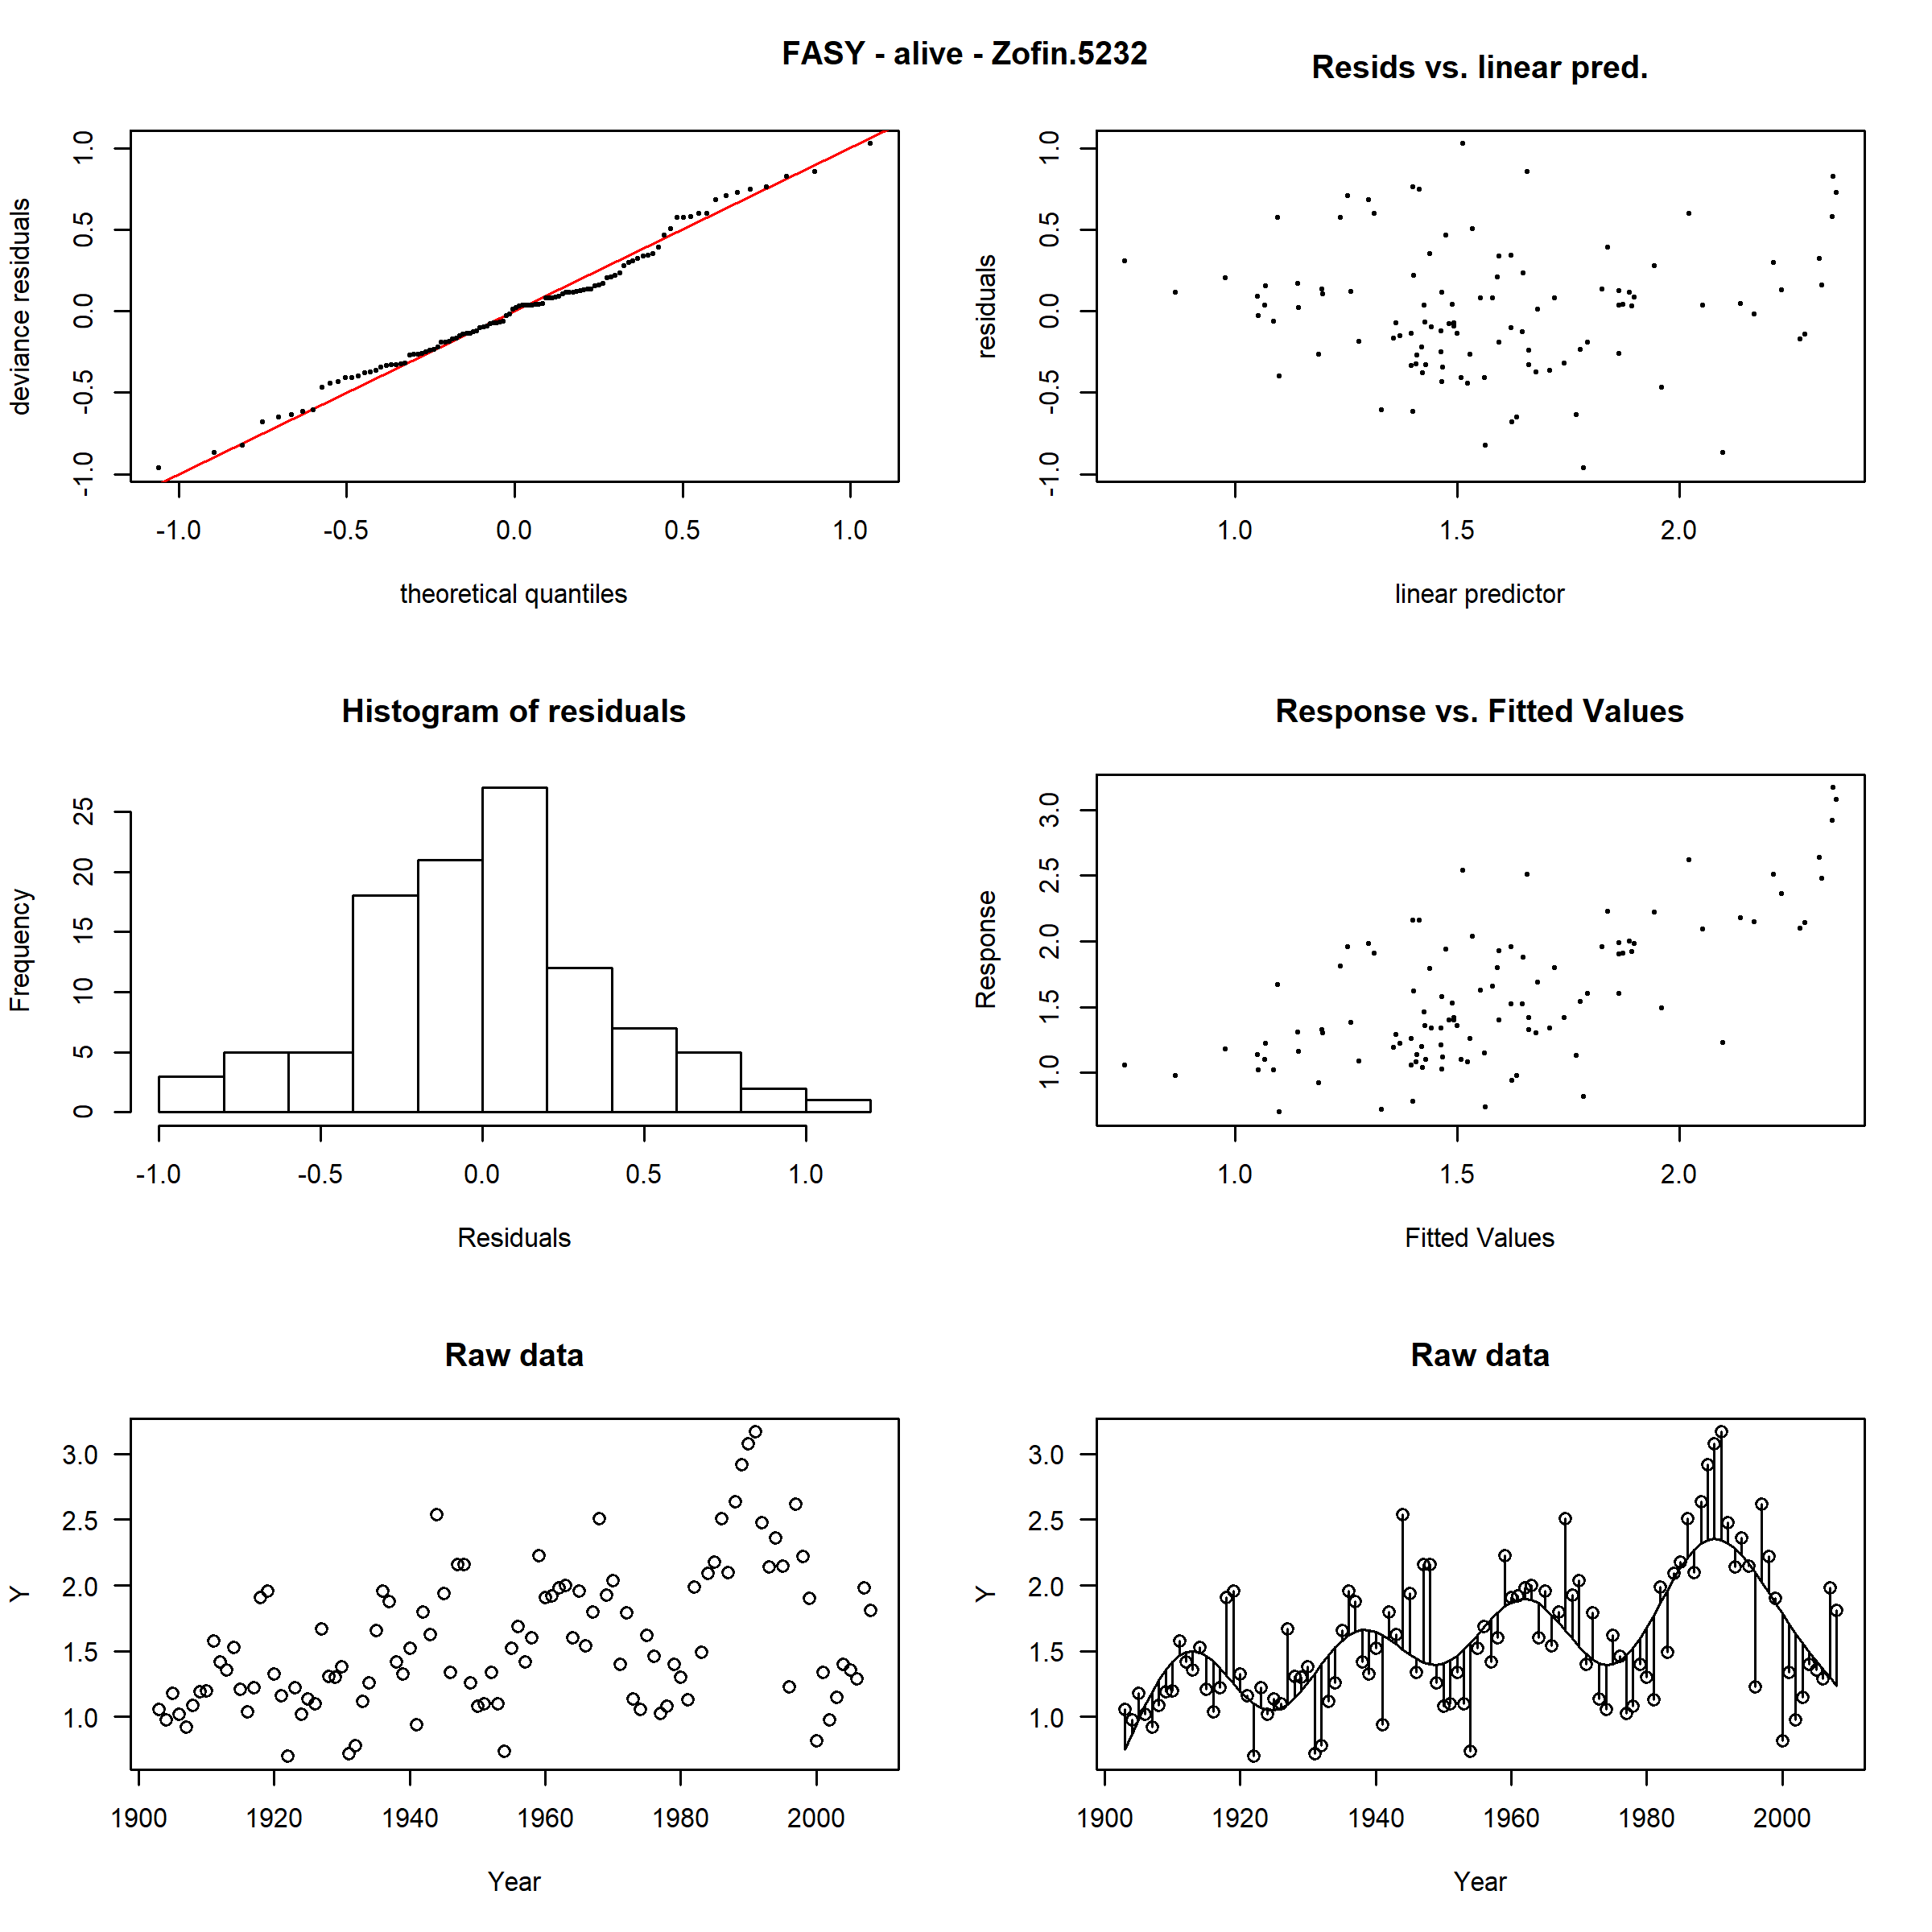 FASY - alive - Zofin.5232
Resids vs. linear pred.
deviance residuals
-1.0 -0.5 0.0 0.5 1.0
-1.0 -0.5 0.0 0.5 1.0
theoretical quantiles
residuals
-1.0 -0.5 0.0 0.5 1.0
1.0 1.5 2.0
linear predictor
Histogram of residuals
Frequency
0 5 10 15 20 25
-1.0 -0.5 0.0 0.5 1.0
Residuals
Response vs. Fitted Values
Response
1.0 1.5 2.0 2.5 3.0
1.0 1.5 2.0
Fitted Values
Raw data
Y
3.0
2.5
2.0
1.5
1.0
1900 1920 1940 1960 1980 2000
Year
Raw data
Y
3.0
2.5
2.0
1.5
1.0
1900 1920 1940 1960 1980 2000
Year